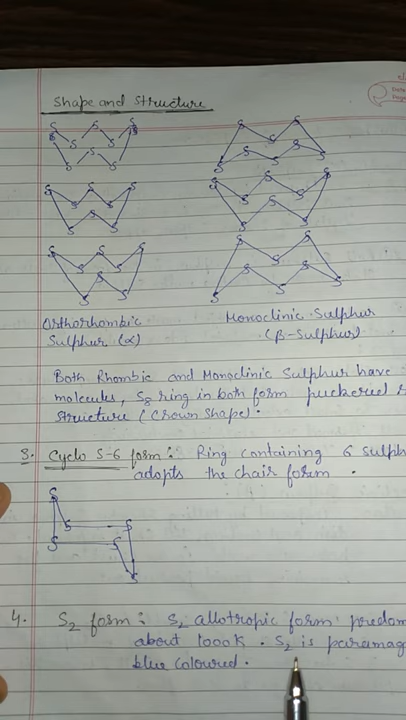 Shape and Structure
Orthorhombic
Sulphur (α)
Monoclinic Sulphur
(β-Sulphur)
Both Rhombic and Monoclinic Sulphur have
molecules, S8 ring in both form puckered
structure (Crown shape).
3. Cyclo S-6 form: Ring containing 6 sulph
adopts the chair form.
4. S2 form: S2 allotropic form predom
about 1000K. S2 is paramag
blue coloured.